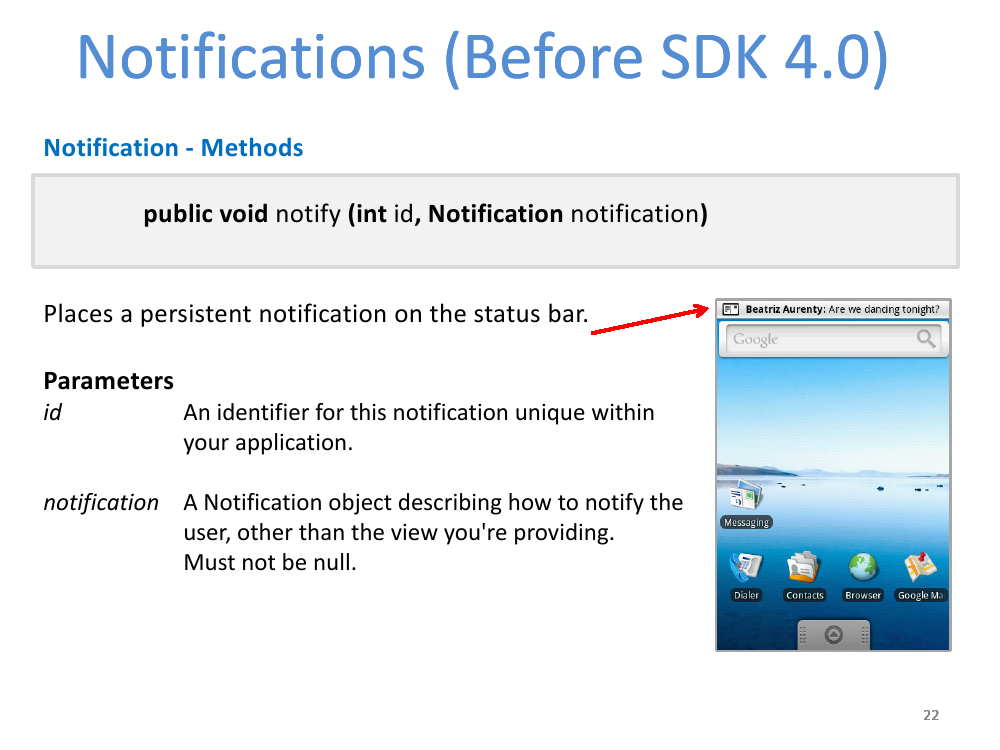 Notifications (Before SDK 4.0)
Notification - Methods
public void notify (int id, Notification notification)
Places a persistent notification on the status bar.
Parameters
id An identifier for this notification unique within
your application.
notification A Notification object describing how to notify the
user, other than the view you're providing.
Must not be null.
Beatriz Aurenty: Are we dancing tonight?
Google
Messaging
Dialer Contacts Browser Google Ma
22